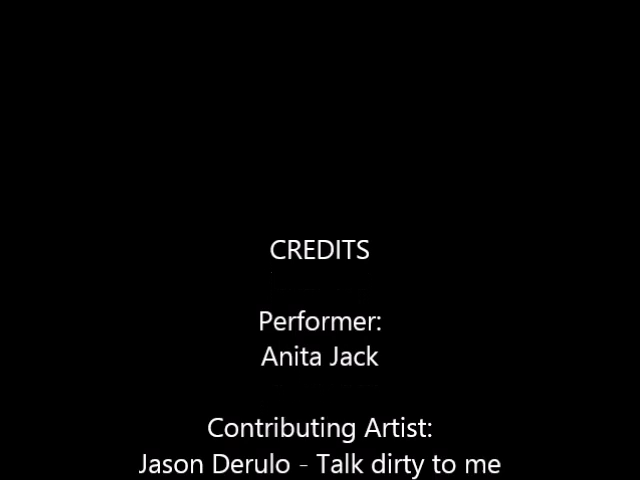 CREDITS
Performer:
Anita Jack
Contributing Artist:
Jason Derulo - Talk dirty to me